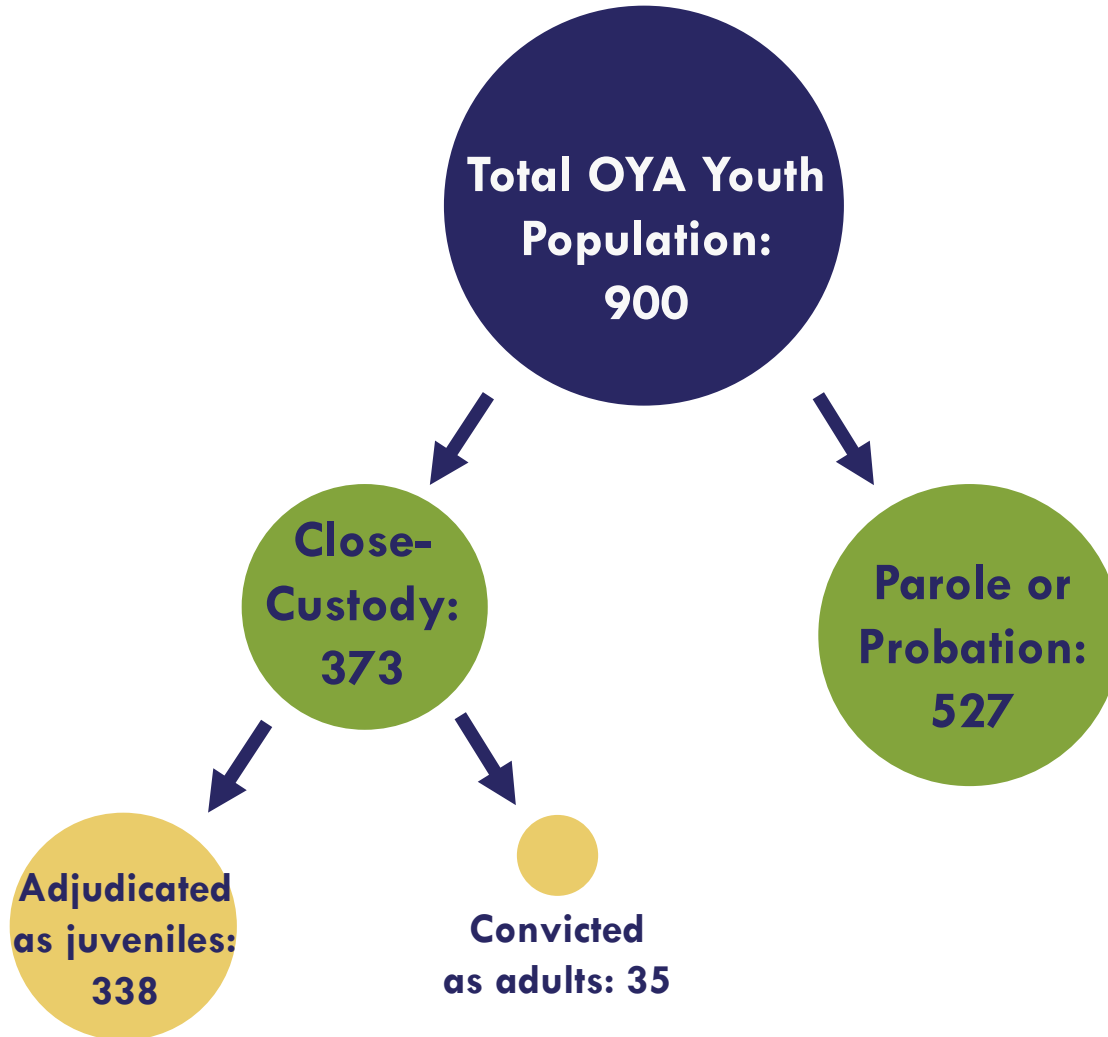 Total OYA Youth
Population:
900
Close-
Custody:
373
Parole or
Probation:
527
Adjudicated
as juveniles:
338
Convicted
as adults: 35